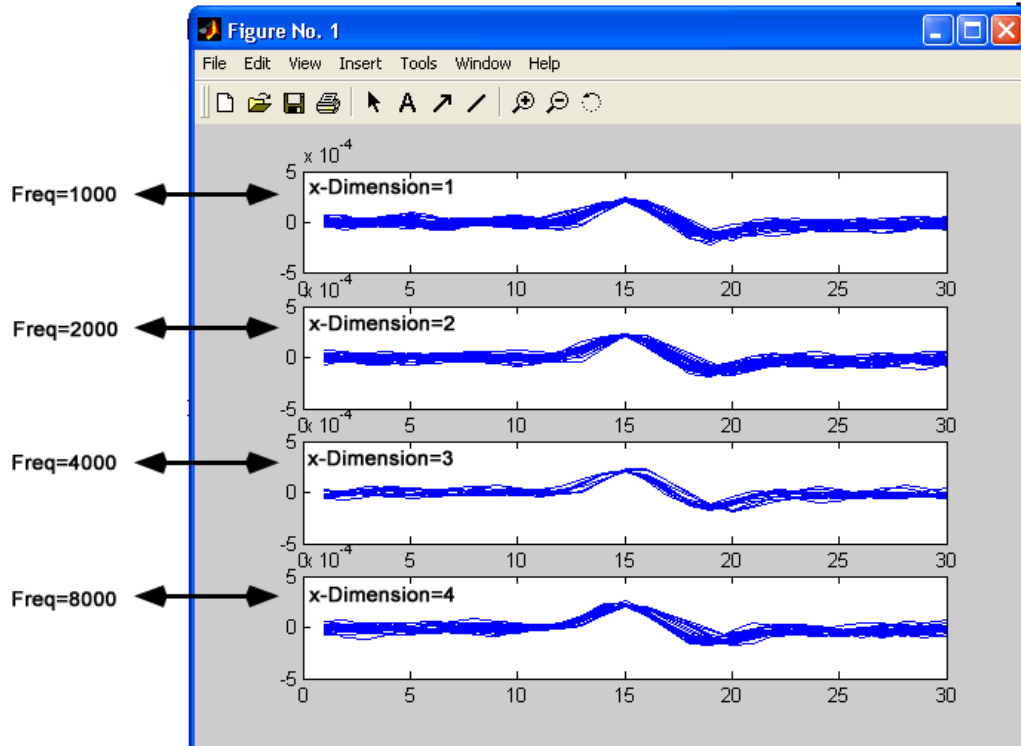 Figure No. 1
File Edit View Insert Tools Window Help
A
x 10^-4
Freq=1000
x-Dimension=1
5
0
-5
0 5 10 15 20 25 30
x 10^-4
Freq=2000
x-Dimension=2
5
0
-5
0 5 10 15 20 25 30
x 10^-4
Freq=4000
x-Dimension=3
5
0
-5
0 5 10 15 20 25 30
x 10^-4
Freq=8000
x-Dimension=4
5
0
-5
0 5 10 15 20 25 30